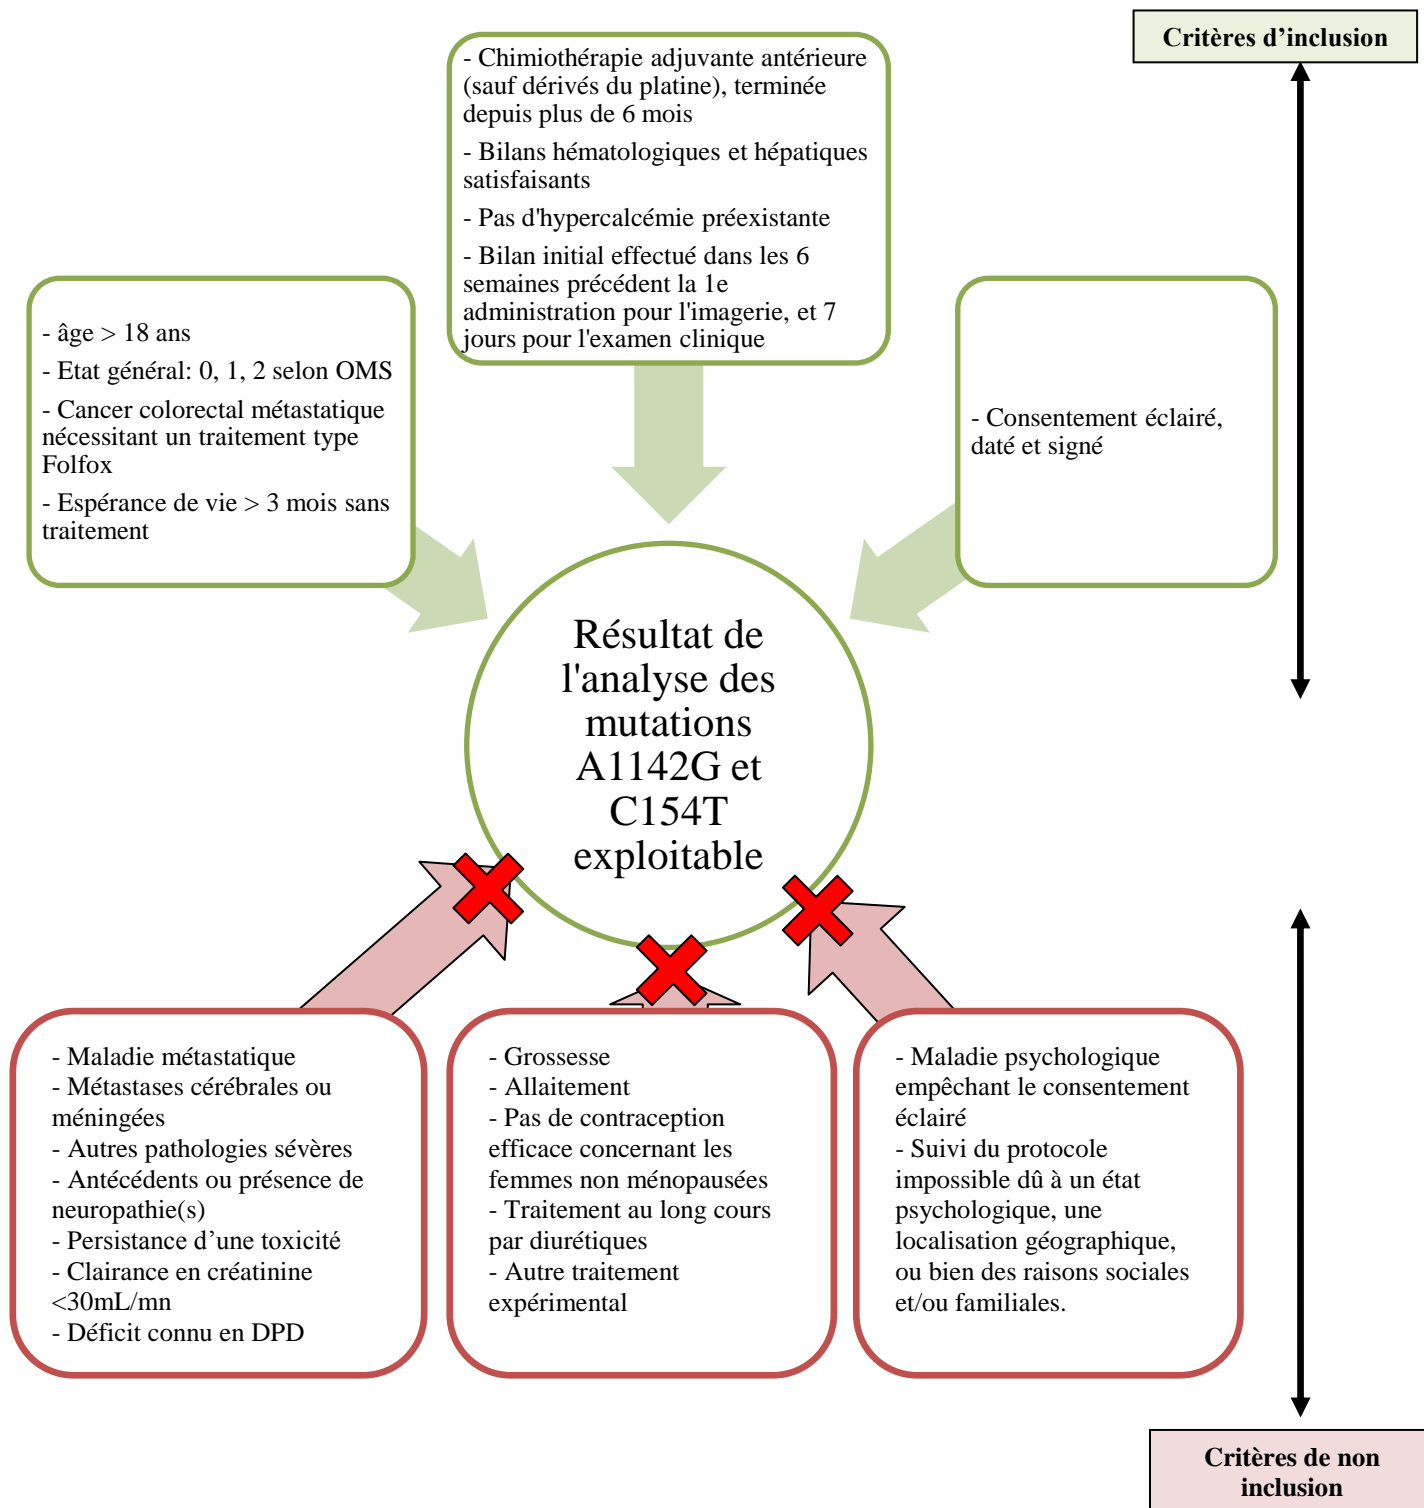 Critères d’inclusion
- Chimiothérapie adjuvante antérieure
(sauf dérivés du platine), terminée
depuis plus de 6 mois
- Bilans hématologiques et hépatiques
satisfaisants
- Pas d'hypercalcémie préexistante
- Bilan initial effectué dans les 6
semaines précédent la 1e
administration pour l'imagerie, et 7
jours pour l'examen clinique
- âge > 18 ans
- Etat général: 0, 1, 2 selon OMS
- Cancer colorectal métastatique
nécessitant un traitement type
Folfox
- Espérance de vie > 3 mois sans
traitement
- Consentement éclairé,
daté et signé
Résultat de
l'analyse des
mutations
A1142G et
C154T
exploitable
- Maladie métastatique
- Métastases cérébrales ou
méningées
- Autres pathologies sévères
- Antécédents ou présence de
neuropathie(s)
- Persistance d’une toxicité
- Clairance en créatinine
<30mL/mn
- Déficit connu en DPD
- Grossesse
- Allaitement
- Pas de contraception
efficace concernant les
femmes non ménopausées
- Traitement au long cours
par diurétiques
- Autre traitement
expérimental
- Maladie psychologique
empêchant le consentement
éclairé
- Suivi du protocole
impossible dû à un état
psychologique, une
localisation géographique,
ou bien des raisons sociales
et/ou familiales.
Critères de non
inclusion